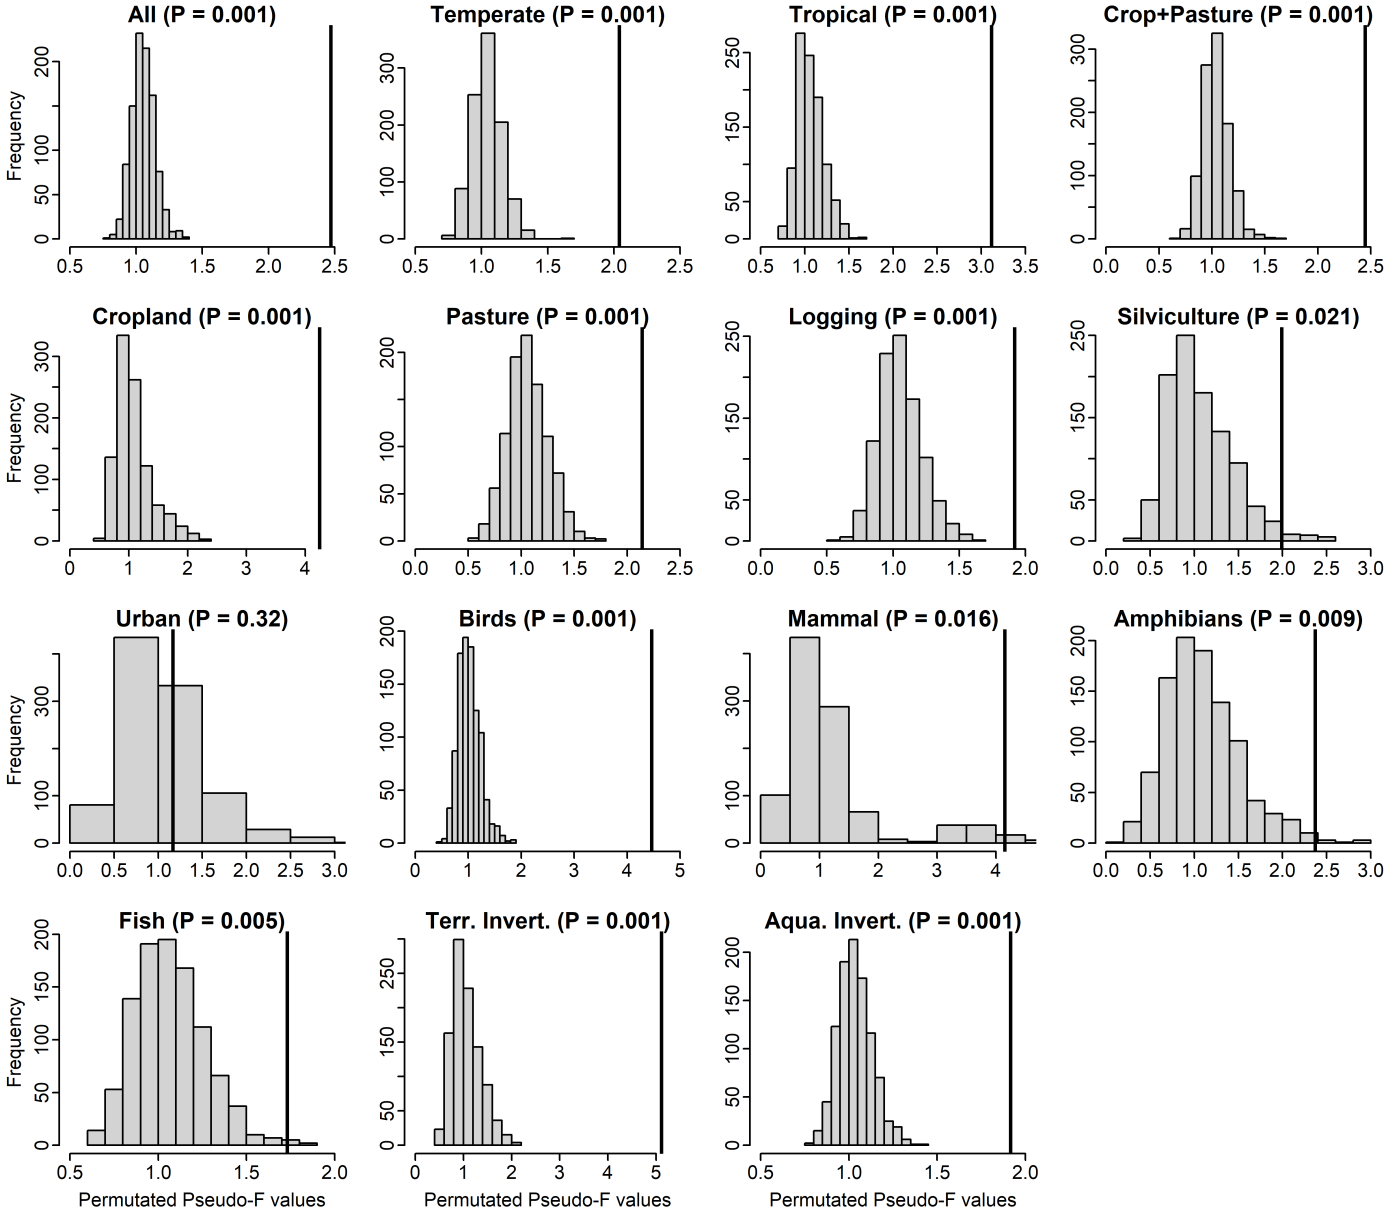 All (P = 0.001)
Temperate (P = 0.001)
Tropical (P = 0.001)
Crop+Pasture (P = 0.001)
Frequency
0 50 100 200
0.5 1.0 1.5 2.0 2.5
0 100 200 300
0.5 1.0 1.5 2.0 2.5
0 50 150 250
0.5 1.0 1.5 2.0 2.5 3.0 3.5
0 100 200 300
0.0 0.5 1.0 1.5 2.0 2.5
Cropland (P = 0.001)
Pasture (P = 0.001)
Logging (P = 0.001)
Silviculture (P = 0.021)
Frequency
0 100 200 300
0 1 2 3 4
0 50 100 200
0.0 0.5 1.0 1.5 2.0 2.5
0 50 150 250
0.0 0.5 1.0 1.5 2.0
0 50 150 250
0.0 0.5 1.0 1.5 2.0 2.5 3.0
Urban (P = 0.32)
Birds (P = 0.001)
Mammal (P = 0.016)
Amphibians (P = 0.009)
Frequency
0 100 300
0.0 0.5 1.0 1.5 2.0 2.5 3.0
0 50 100 150 200
0 1 2 3 4 5
0 100 300
0 1 2 3 4
0 50 100 150 200
0.0 0.5 1.0 1.5 2.0 2.5 3.0
Fish (P = 0.005)
Terr. Invert. (P = 0.001)
Aqua. Invert. (P = 0.001)
Frequency
0 50 100 150 200
0.5 1.0 1.5 2.0
Permutated Pseudo-F values
0 50 150 250
0 1 2 3 4 5
Permutated Pseudo-F values
0 50 100 150 200
0.5 1.0 1.5 2.0
Permutated Pseudo-F values